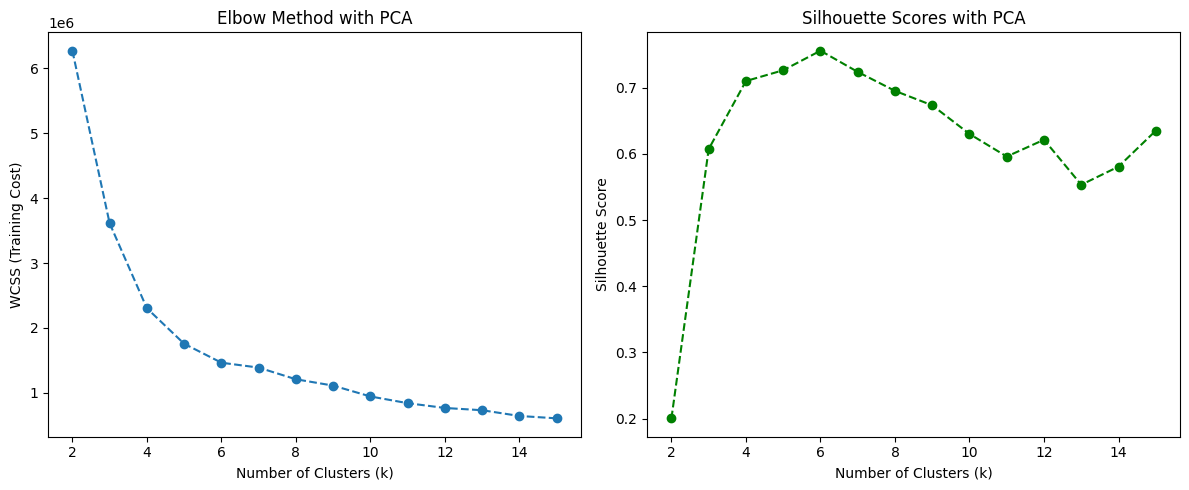 Elbow Method with PCA
1e6
6
5
4
3
2
1
WCSS (Training Cost)
2 4 6 8 10 12 14
Number of Clusters (k)
Silhouette Scores with PCA
0.7
0.6
0.5
0.4
0.3
0.2
Silhouette Score
2 4 6 8 10 12 14
Number of Clusters (k)